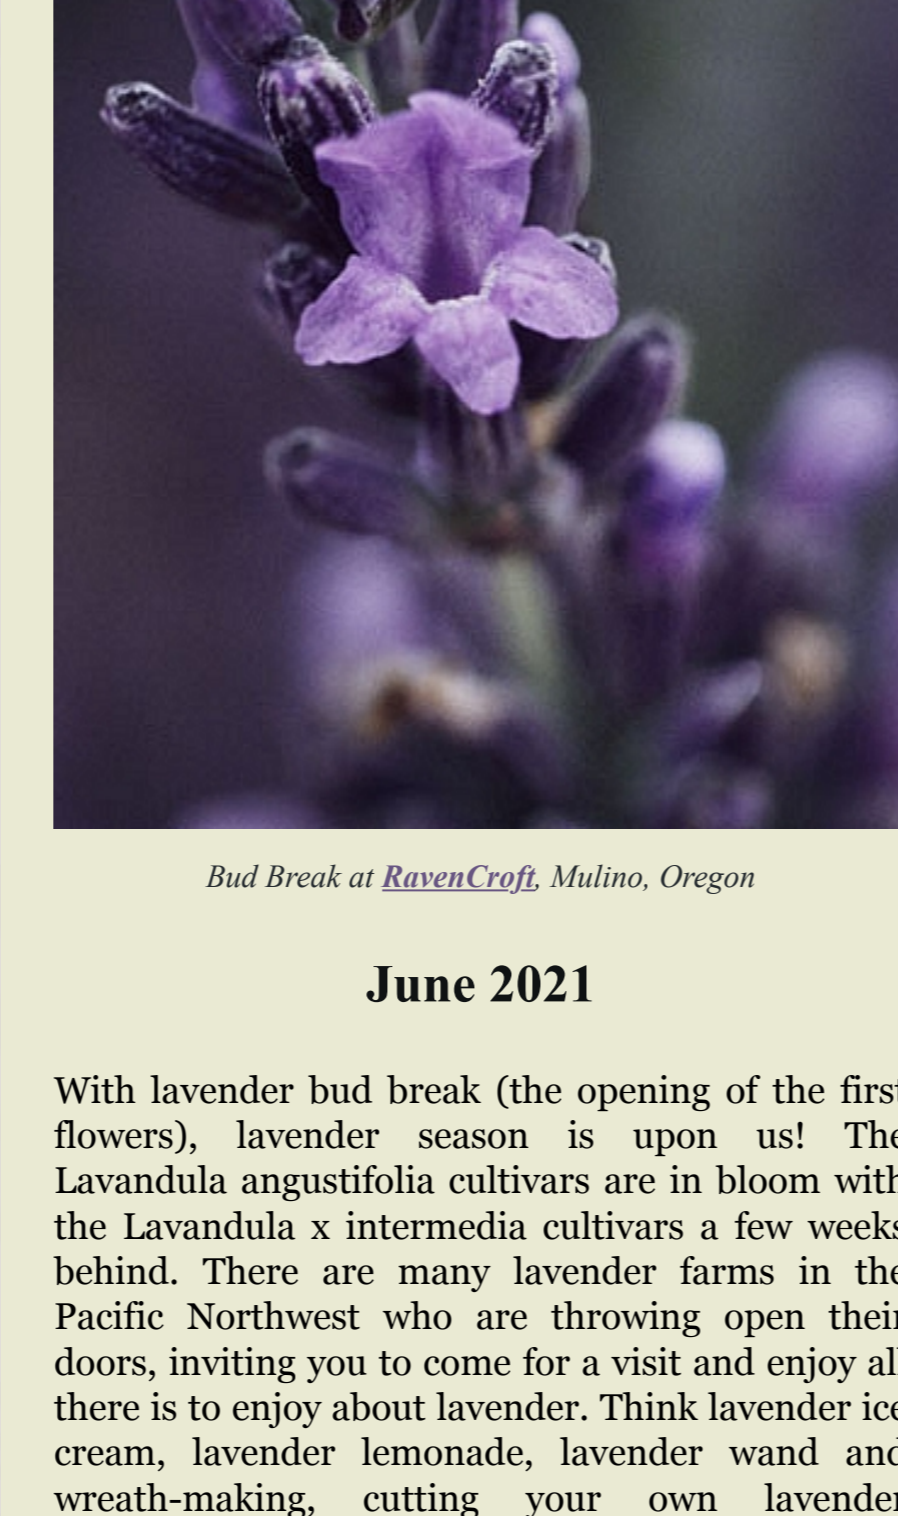 Bud Break at RavenCroft, Mulino, Oregon
June 2021
With lavender bud break (the opening of the first
flowers), lavender season is upon us! The
Lavandula angustifolia cultivars are in bloom with
the Lavandula x intermedia cultivars a few weeks
behind. There are many lavender farms in the
Pacific Northwest who are throwing open their
doors, inviting you to come for a visit and enjoy all
there is to enjoy about lavender. Think lavender ice
cream, lavender lemonade, lavender wand and
wreath-making, cutting your own lavender